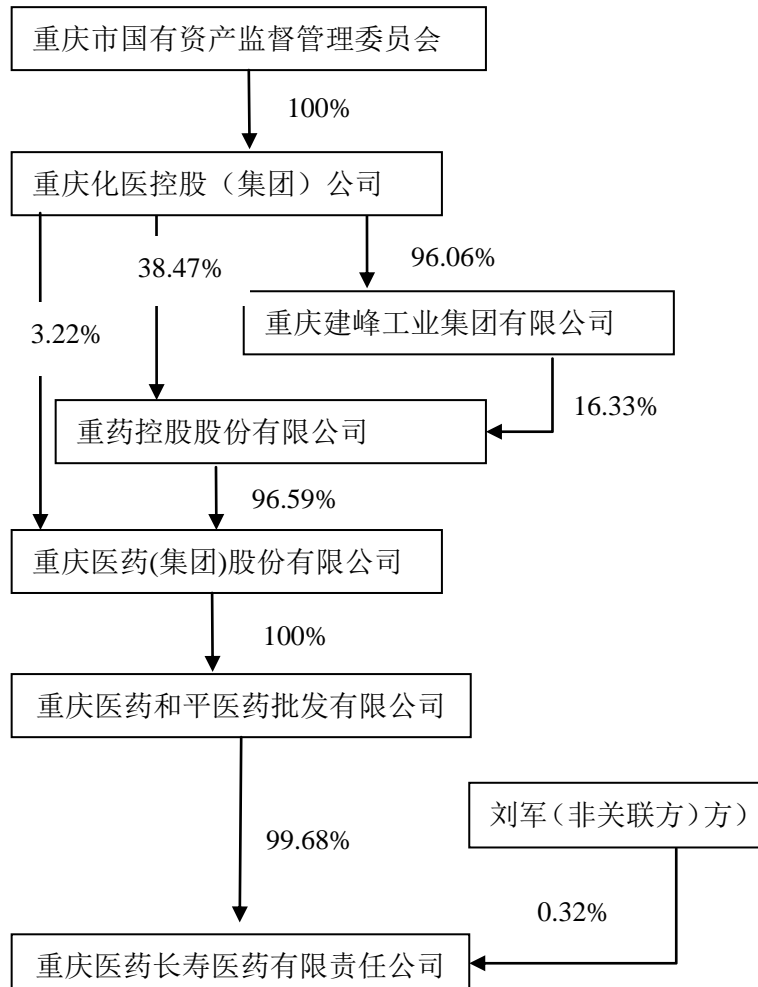 重庆市国有资产监督管理委员会
100%
重庆化医控股（集团）公司
38.47%
96.06%
3.22%
重庆建峰工业集团有限公司
16.33%
重药控股股份有限公司
96.59%
重庆医药(集团)股份有限公司
100%
重庆医药和平医药批发有限公司
刘军（非关联方）方）
99.68%
0.32%
重庆医药长寿医药有限责任公司